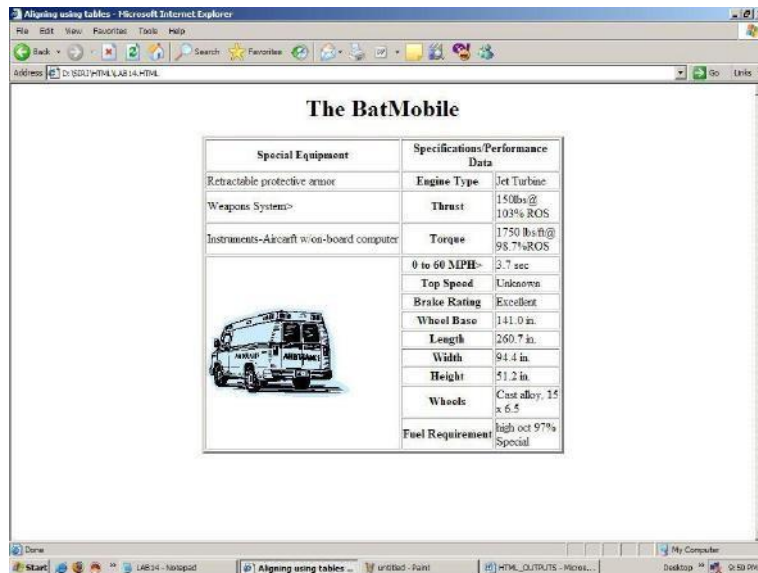 Aligning using tables - Microsoft Internet Explorer
File Edit View Favorites Tools Help
Back Search Favorites
Address D:\SDIJ\HTML\LAB14.HTML Go Links
The BatMobile
Special Equipment Specifications/Performance
Data
Retractable protective armor Engine Type Jet Turbine
Weapons System> Thrust 150lbs@
103% ROS
Instruments-Aircarft w/on-board computer Torque 1750 lbs/ft@
98.7%ROS
0 to 60 MPH> 3.7 sec
Top Speed Unknown
Brake Rating Excellent
Wheel Base 141.0 in.
Length 260.7 in.
Width 94.4 in.
Height 51.2 in.
Wheels Cast alloy, 15
x 6.5
Fuel Requirement high oct 97%
Special
AMBULANCE
Done My Computer
Start LAB14 - Notepad Aligning using tables ... untitled - Paint HTML_OUTPUTS - Micros... Desktop 9:50 PM